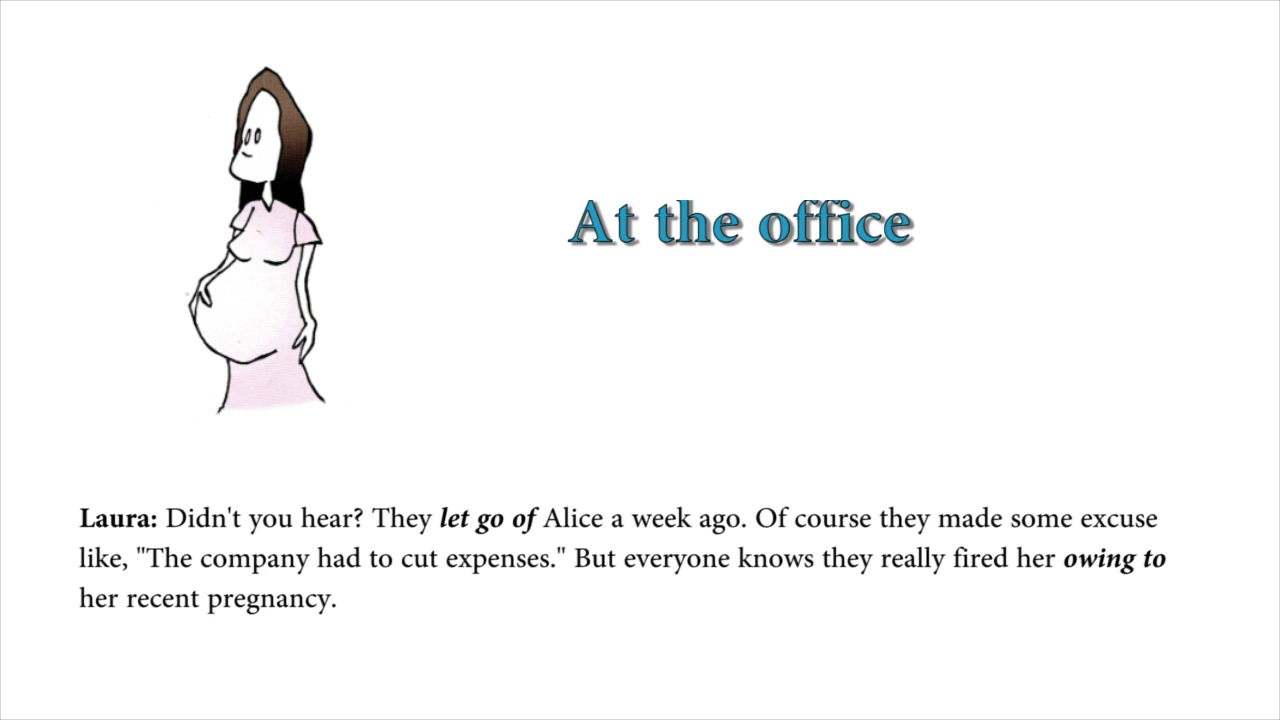 At the office
Laura: Didn't you hear? They let go of Alice a week ago. Of course they made some excuse
like, "The company had to cut expenses." But everyone knows they really fired her owing to
her recent pregnancy.